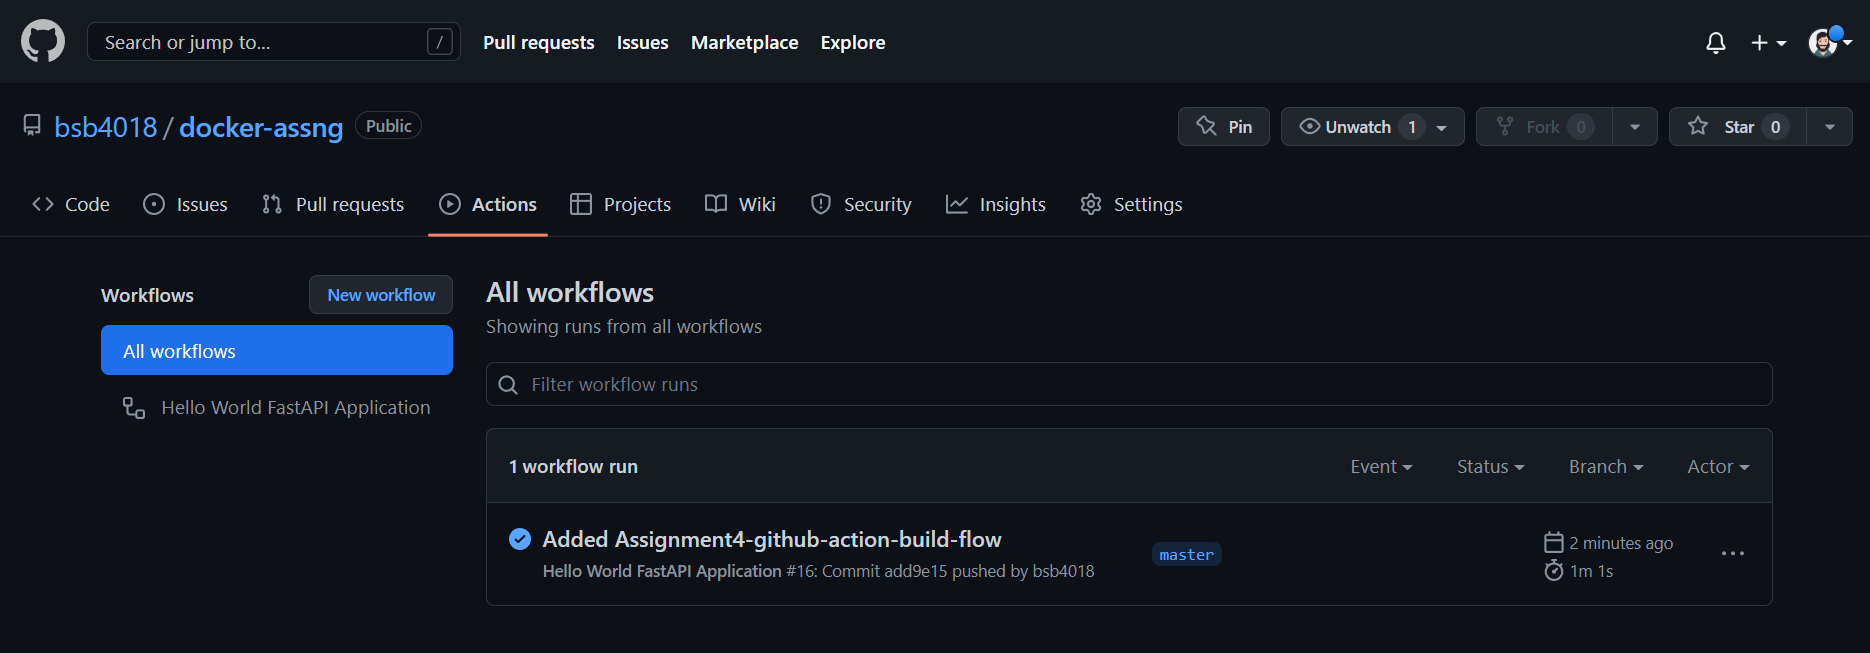 Search or jump to... /
Pull requests Issues Marketplace Explore
bsb4018 / docker-assng Public
Pin Unwatch 1 Fork 0 Star 0
Code Issues Pull requests Actions Projects Wiki Security Insights Settings
Workflows New workflow
All workflows
Hello World FastAPI Application
All workflows
Showing runs from all workflows
Filter workflow runs
1 workflow run Event Status Branch Actor
Added Assignment4-github-action-build-flow
Hello World FastAPI Application #16: Commit add9e15 pushed by bsb4018
master
2 minutes ago
1m 1s